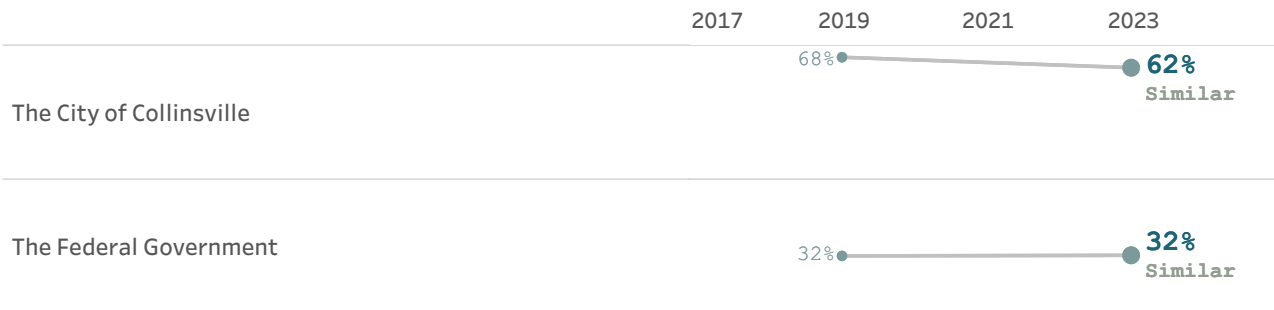 2017 2019 2021 2023
68% 62%
Similar
The City of Collinsville
32%
The Federal Government 32%
Similar